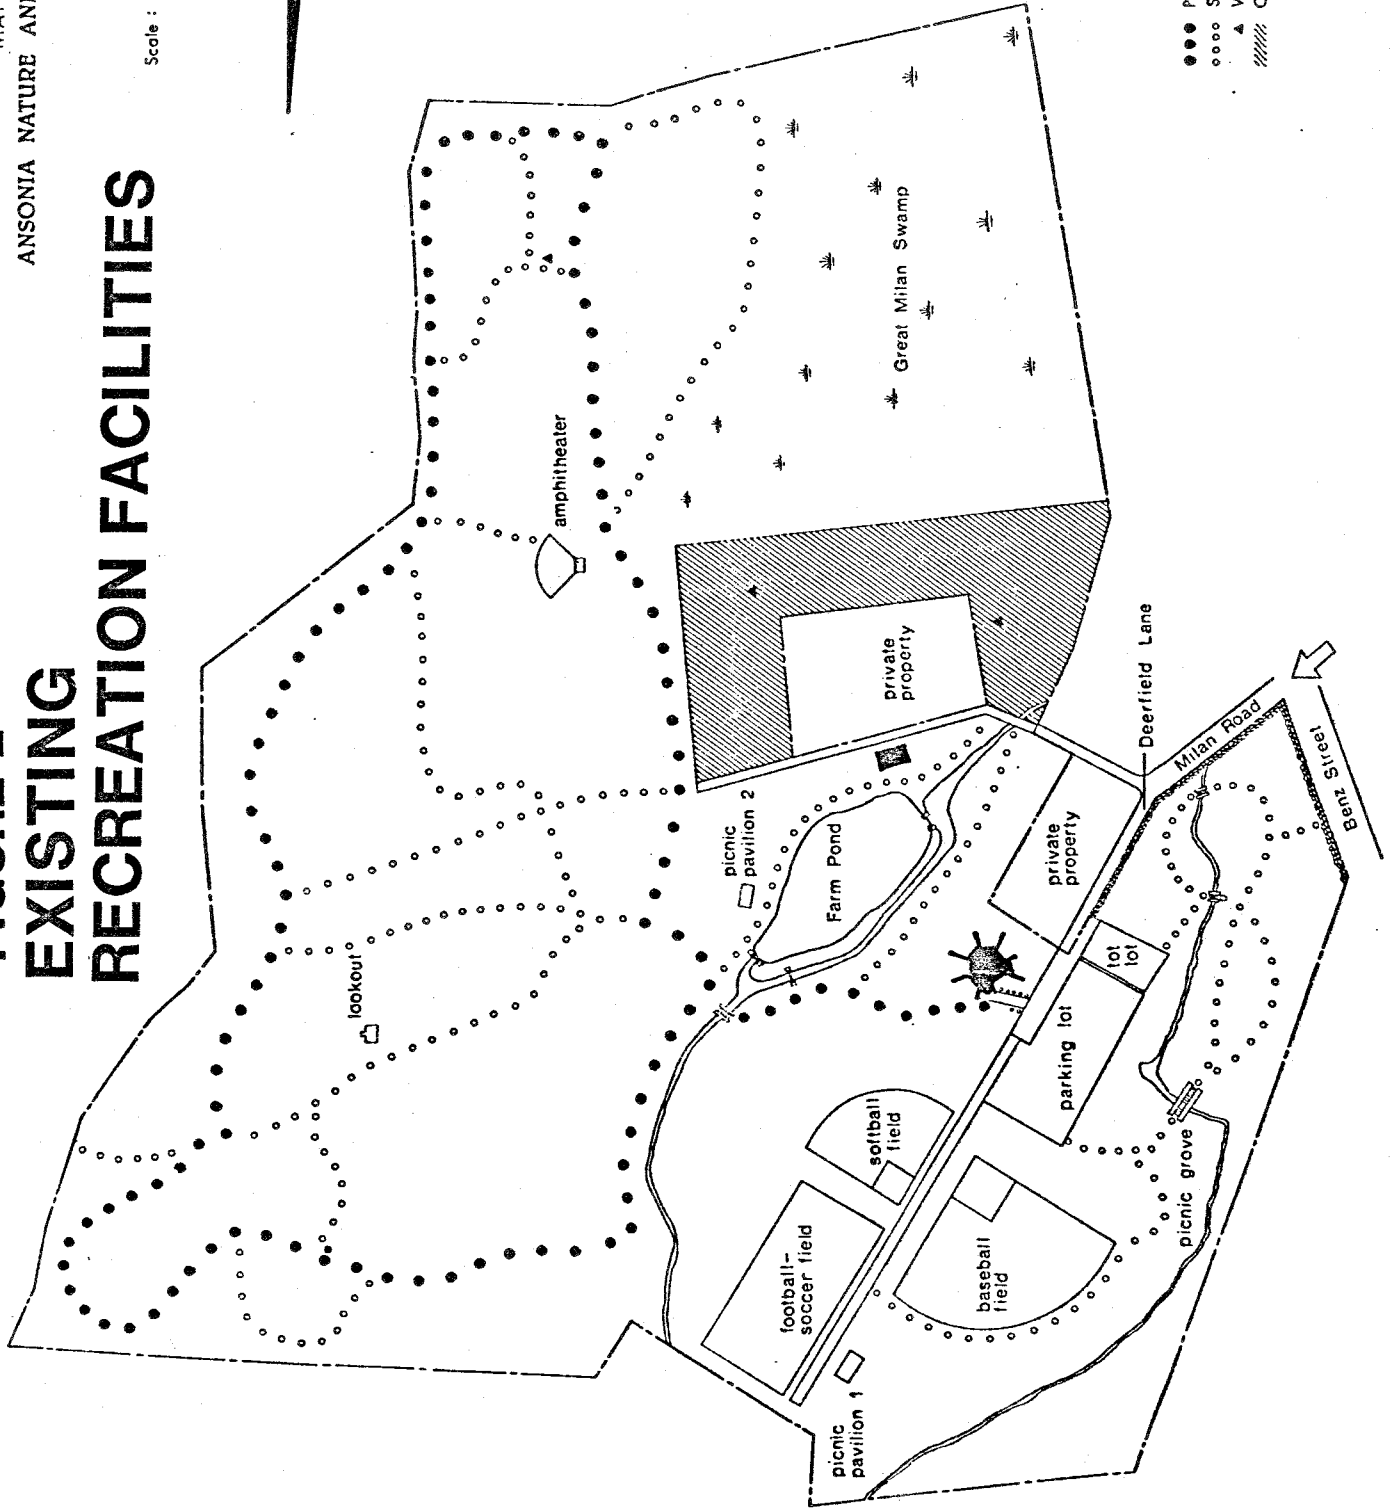 EXISTING
RECREATION FACILITIES
ANSONIA NATURE
Scale :
lookout
amphitheater
Great Milan Swamp
picnic
pavilion 2
Farm Pond
private
property
private
property
Deerfield Lane
Milan Road
Benz Street
tot
lot
parking lot
softball
field
football-
soccer field
baseball
field
picnic grove
picnic
pavilion 1